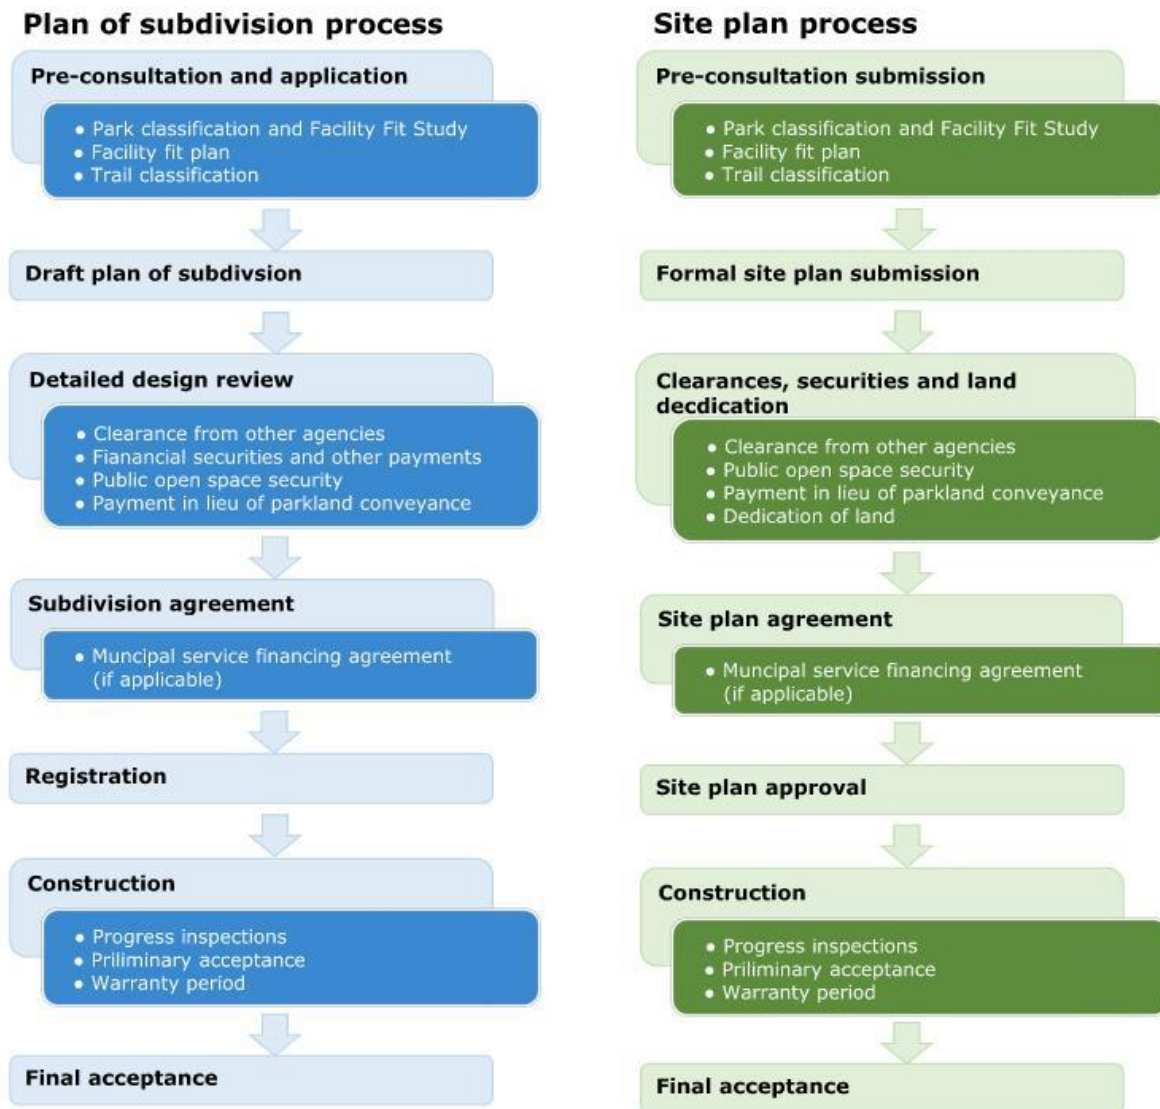 Plan of subdivision process
Pre-consultation and application
• Park classification and Facility Fit Study
• Facility fit plan
• Trail classification
Draft plan of subdivsion
Detailed design review
• Clearance from other agencies
• Fianancial securities and other payments
• Public open space security
• Payment in lieu of parkland conveyance
Subdivision agreement
• Muncipal service financing agreement
(if applicable)
Registration
Construction
• Progress inspections
• Priliminary acceptance
• Warranty period
Final acceptance
Site plan process
Pre-consultation submission
• Park classification and Facility Fit Study
• Facility fit plan
• Trail classification
Formal site plan submission
Clearances, securities and land
decdication
• Clearance from other agencies
• Public open space security
• Payment in lieu of parkland conveyance
• Dedication of land
Site plan agreement
• Muncipal service financing agreement
(if applicable)
Site plan approval
Construction
• Progress inspections
• Priliminary acceptance
• Warranty period
Final acceptance